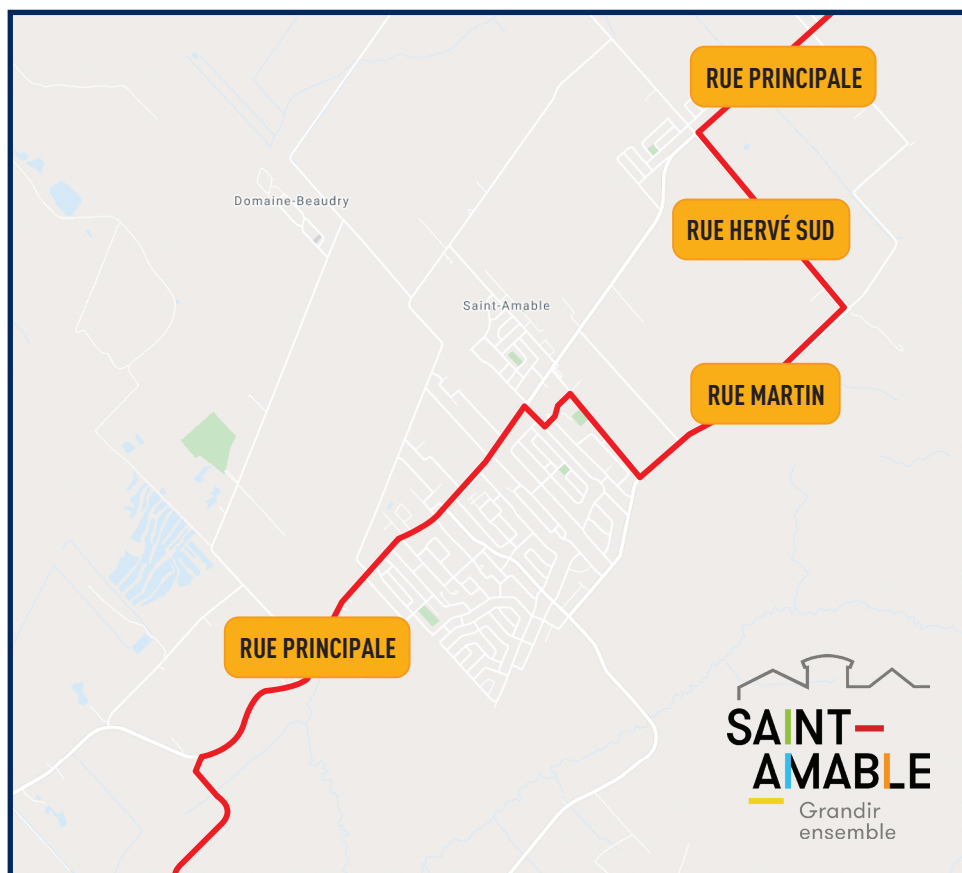 RUE PRINCIPALE
Domaine-Beaudry
RUE HERVÉ SUD
Saint-Amable
RUE MARTIN
RUE PRINCIPALE
SAINT-
AMABLE
Grandir
ensemble